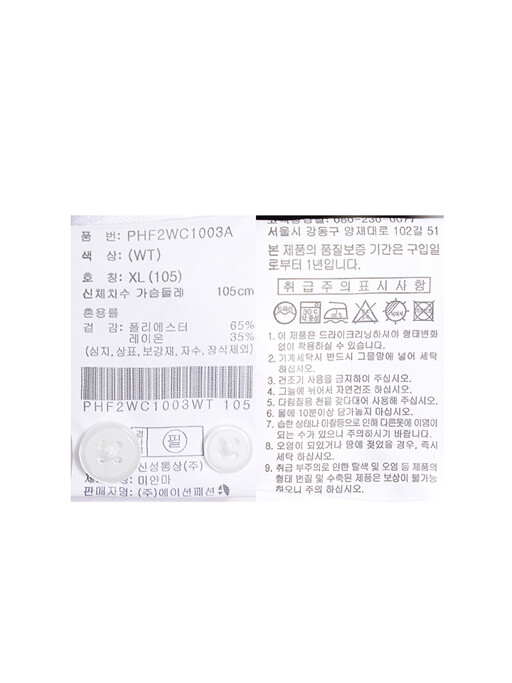 품 번: PHF2WC1003A
색 상: (WT)
호 칭: XL (105)
신체치수 가슴둘레 105cm
혼용률
겉 감: 폴리에스터 65%
레이온 35%
(심지, 상표, 보강재, 자수, 장식제외)
PHF2WC1003WT 105
필
신성통상(주)
미얀마
판매자명: (주)에이션패션
서울시 강동구 양재대로 102길 51
본 제품의 품질보증 기간은 구입일
로부터 1년입니다.
취급주의표시사항
1. 이 제품은 드라이크리닝하셔야 형태변화
없이 착용하실 수 있습니다.
2. 기계세탁시 반드시 그물망에 넣어 세탁
하십시오.
3. 건조기 사용을 금지하여 주십시오.
4. 그늘에 뉘어서 자연건조 하십시오.
5. 다림질용 천을 갖다대어 사용해 주십시오.
6. 물에 10분이상 담가놓지 마십시오.
7. 습한 상태나 마찰등으로 인해 다른옷에 이염이
되는 수가 있으니 주의하시기 바랍니다.
8. 오염이 되었거나 땀이 흡수 되었을 경우, 즉시
세탁 하십시오.
9. 취급 부주의로 인한 탈색 및 오염 등 제품의
형태 변질 및 수축된 제품은 보상이 불가능
하오니 주의 하십시오.